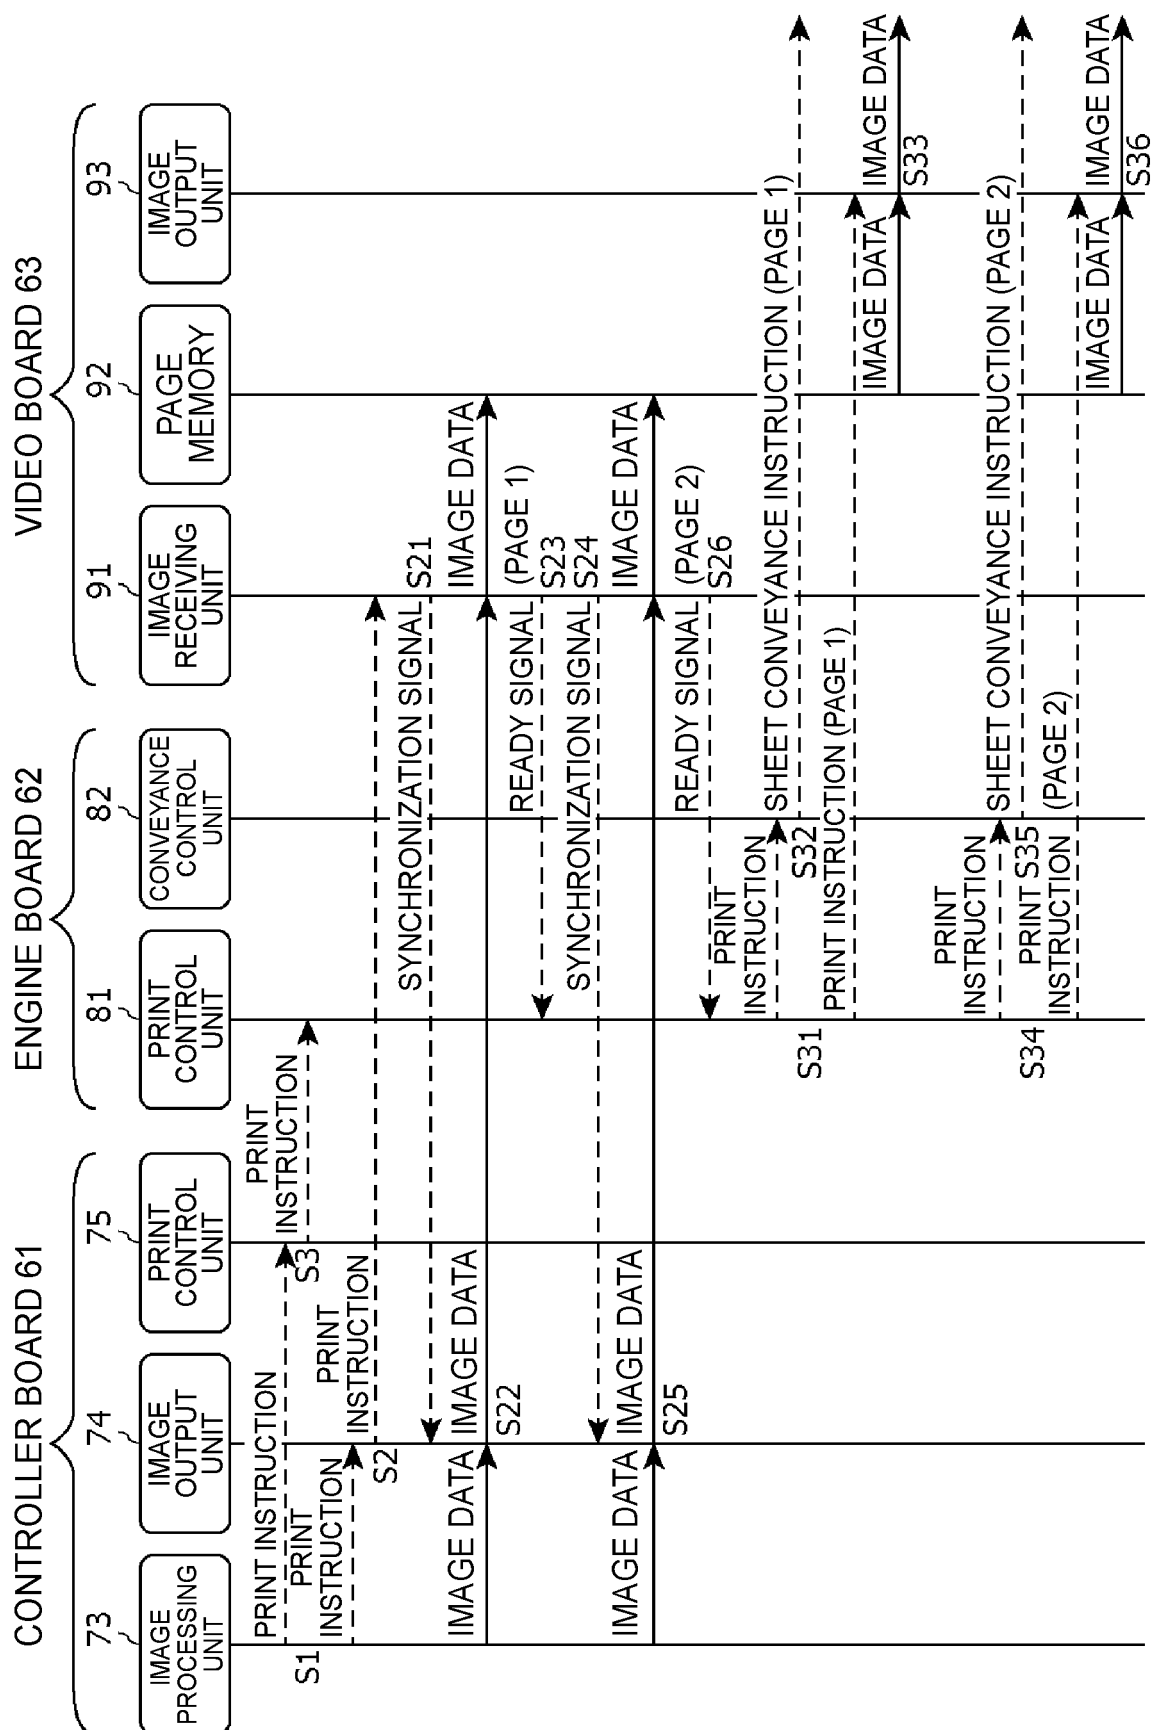 CONTROLLER BOARD 61
ENGINE BOARD 62
VIDEO BOARD 63
73
74
75
81
82
91
92
93
IMAGE
PROCESSING
UNIT
IMAGE
OUTPUT
UNIT
PRINT
CONTROL
UNIT
PRINT
CONTROL
UNIT
CONVEYANCE
CONTROL
UNIT
IMAGE
RECEIVING
UNIT
PAGE
MEMORY
IMAGE
OUTPUT
UNIT
PRINT INSTRUCTION
S1
PRINT
INSTRUCTION
S3
PRINT
INSTRUCTION
PRINT
INSTRUCTION
S2
SYNCHRONIZATION SIGNAL
S21
IMAGE DATA
IMAGE DATA
IMAGE DATA
S22
READY SIGNAL
(PAGE 1)
S23
SYNCHRONIZATION SIGNAL
S24
IMAGE DATA
IMAGE DATA
IMAGE DATA
S25
READY SIGNAL
(PAGE 2)
S26
PRINT
INSTRUCTION
S31
SHEET CONVEYANCE INSTRUCTION (PAGE 1)
S32
PRINT INSTRUCTION (PAGE 1)
IMAGE DATA
IMAGE DATA
S33
PRINT
INSTRUCTION
S34
SHEET CONVEYANCE INSTRUCTION (PAGE 2)
S35
PRINT
INSTRUCTION
(PAGE 2)
IMAGE DATA
IMAGE DATA
S36